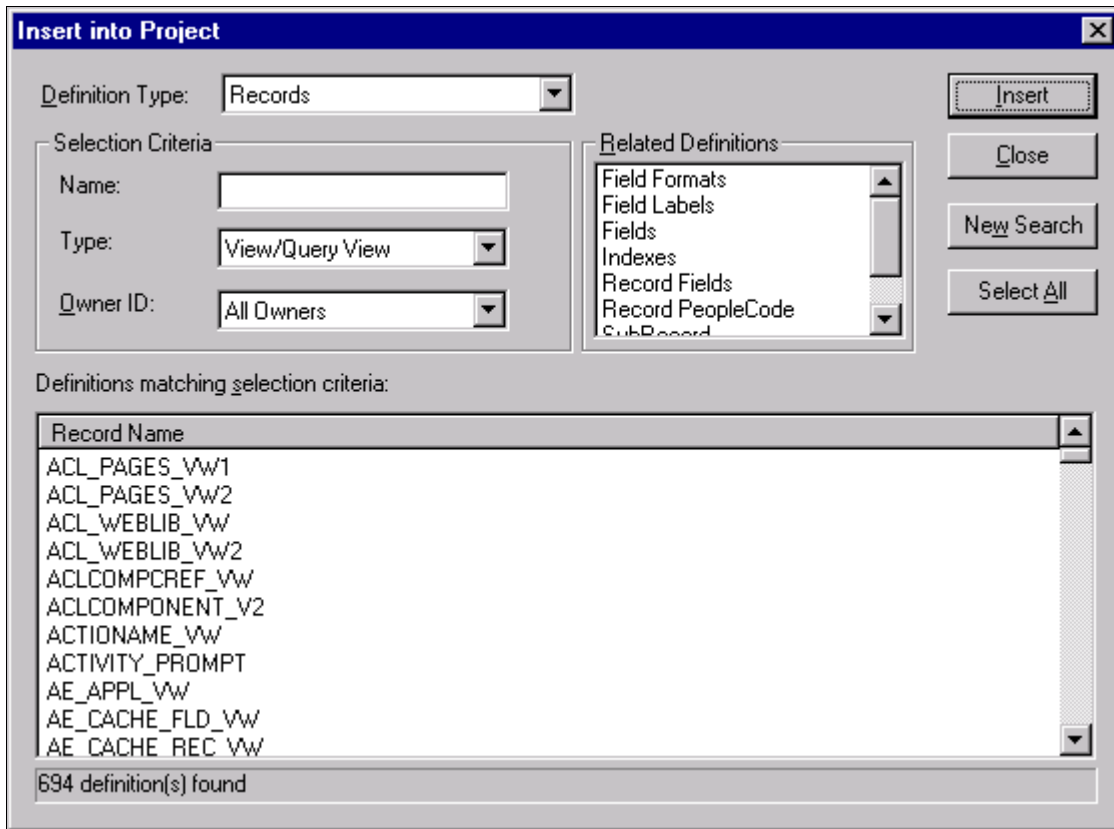 Insert into Project
Definition Type: Records
Insert
Selection Criteria
Related Definitions
Close
Name:
Field Formats
Field Labels
Fields
Indexes
Record Fields
Record PeopleCode
SubRecord
New Search
Type: View/Query View
Select All
Owner ID: All Owners
Definitions matching selection criteria:
Record Name
ACL_PAGES_VW1
ACL_PAGES_VW2
ACL_WEBLIB_VW
ACL_WEBLIB_VW2
ACLCOMPCREF_VW
ACLCOMPONENT_V2
ACTIONAME_VW
ACTIVITY_PROMPT
AE_APPL_VW
AE_CACHE_FLD_VW
AE_CACHE_REC_VW
694 definition(s) found